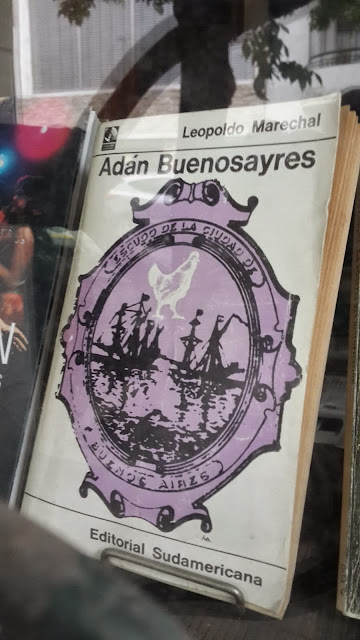 Leopoldo Marechal
Adán Buenosayres
ESCUDO DE LA CIUDAD DE
BUENOS AIRES
Editorial Sudamericana